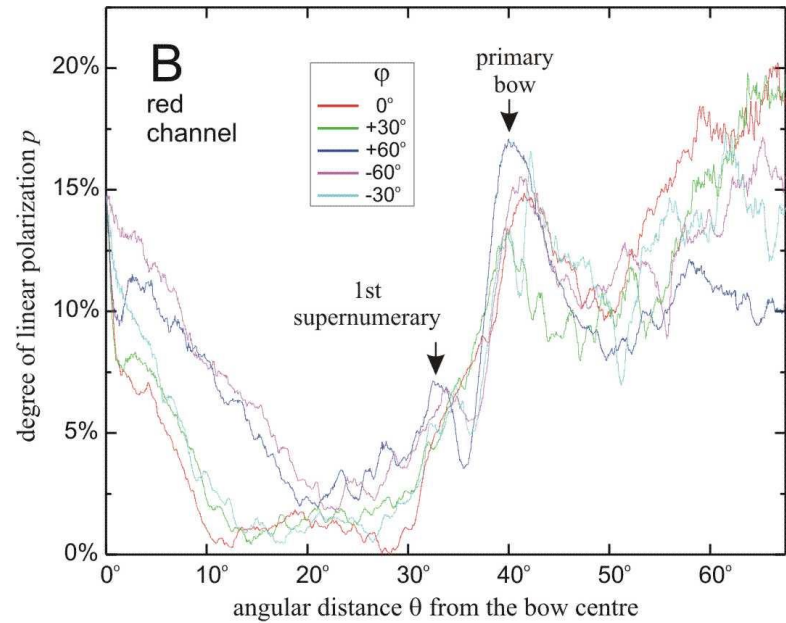 B
red
channel
φ
0°
+30°
+60°
-60°
-30°
primary
bow
1st
supernumerary
degree of linear polarization p
20%
15%
10%
5%
0%
0° 10° 20° 30° 40° 50° 60°
angular distance θ from the bow centre